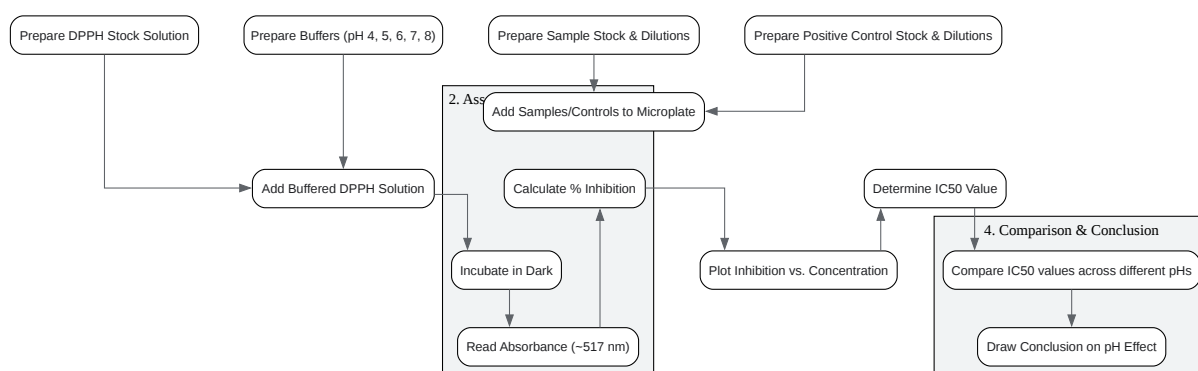 Prepare DPPH Stock Solution
Prepare Buffers (pH 4, 5, 6, 7, 8)
Prepare Sample Stock & Dilutions
Prepare Positive Control Stock & Dilutions
2.
Add Samples/Controls to Microplate
Add Buffered DPPH Solution
Calculate % Inhibition
Determine IC50 Value
4. Comparison & Conclusion
Incubate in Dark
Plot Inhibition vs. Concentration
Compare IC50 values across different pHs
Read Absorbance (~517 nm)
Draw Conclusion on pH Effect